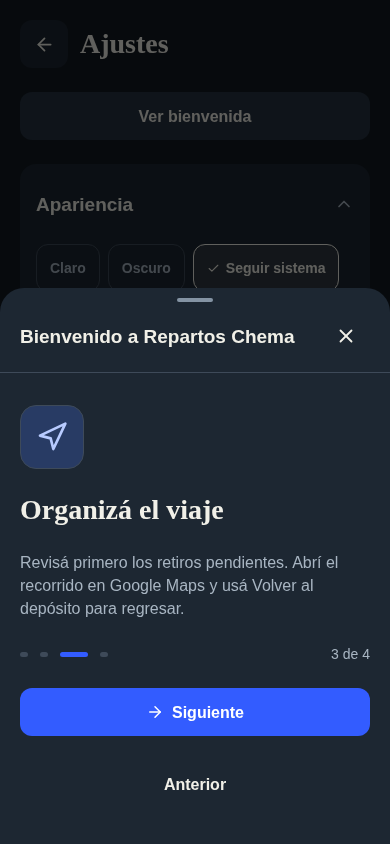 Ajustes
Ver bienvenida
Apariencia
Claro
Oscuro
Seguir sistema
Bienvenido a Repartos Chema
Organizá el viaje
Revisá primero los retiros pendientes. Abrí el
recorrido en Google Maps y usá Volver al
depósito para regresar.
3 de 4
Siguiente
Anterior